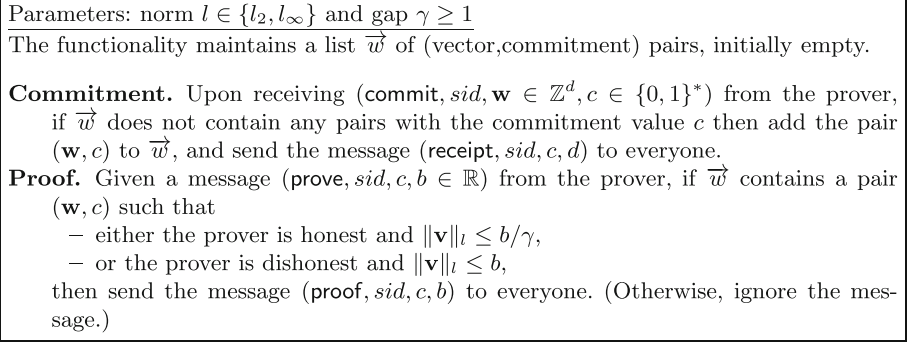 Parameters: norm l ∈ {l₂, l∞} and gap γ ≥ 1
The functionality maintains a list w⃗ of (vector,commitment) pairs, initially empty.
Commitment. Upon receiving (commit, sid, w ∈ ℤᵈ, c ∈ {0, 1}*) from the prover,
if w⃗ does not contain any pairs with the commitment value c then add the pair
(w, c) to w⃗, and send the message (receipt, sid, c, d) to everyone.
Proof. Given a message (prove, sid, c, b ∈ ℝ) from the prover, if w⃗ contains a pair
(w, c) such that
– either the prover is honest and ‖v‖ₗ ≤ b/γ,
– or the prover is dishonest and ‖v‖ₗ ≤ b,
then send the message (proof, sid, c, b) to everyone. (Otherwise, ignore the mes-
sage.)